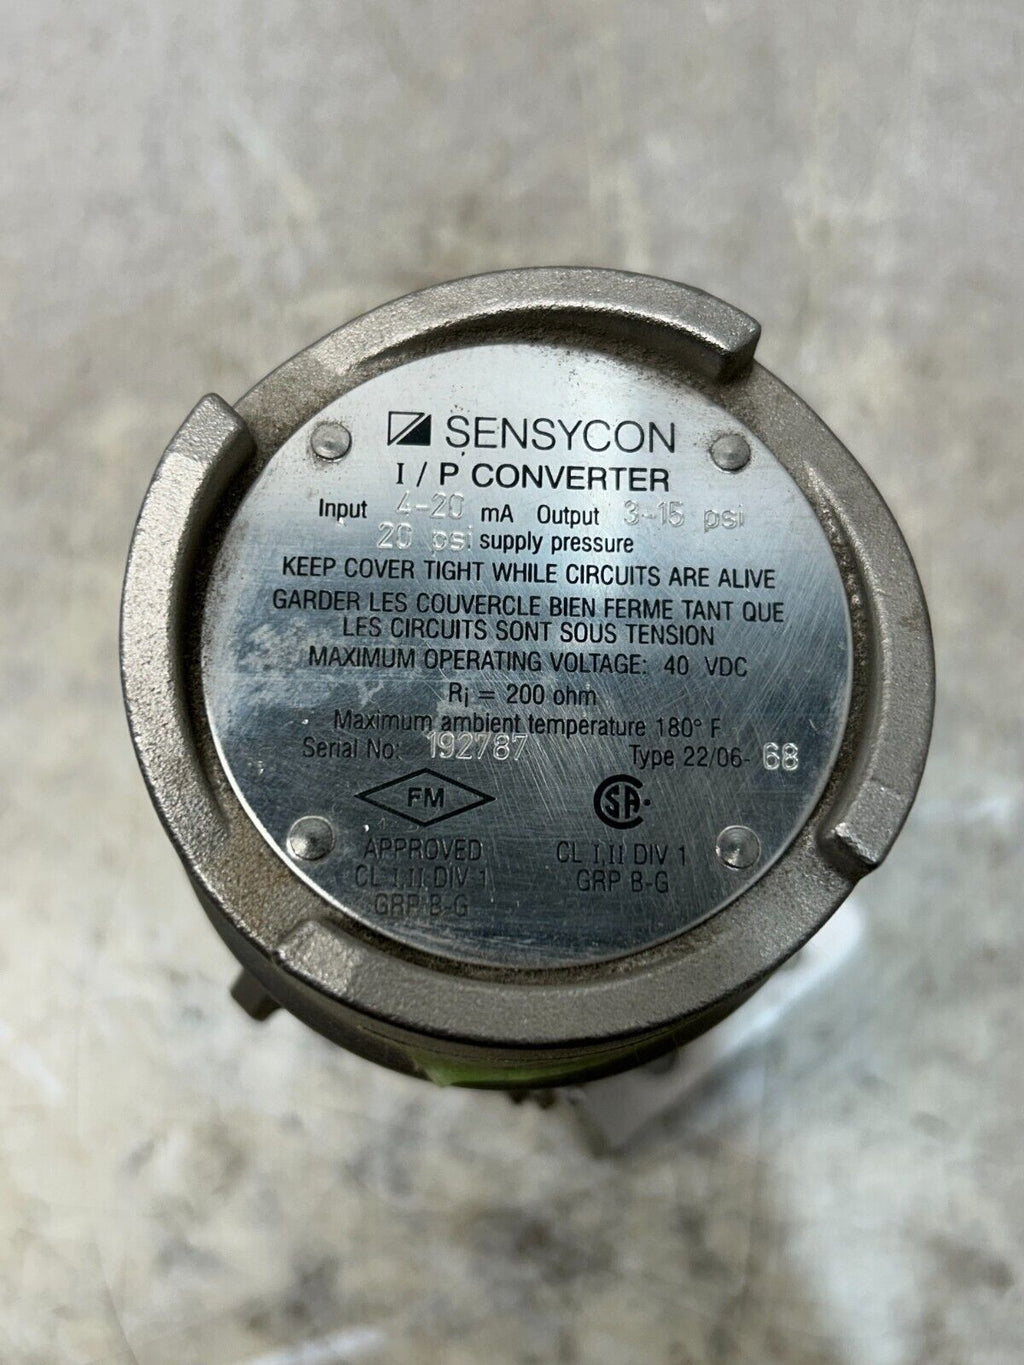 SENSYCON
I / P CONVERTER
Input 4-20 mA Output 3-15 psi
20 psi supply pressure
KEEP COVER TIGHT WHILE CIRCUITS ARE ALIVE
GARDER LES COUVERCLE BIEN FERME TANT QUE
LES CIRCUITS SONT SOUS TENSION
MAXIMUM OPERATING VOLTAGE: 40 VDC
Ri = 200 ohm
Maximum ambient temperature 180° F
Serial No: 192787 Type 22/06- 68
FM SA
APPROVED CL I,II DIV 1
CL I,II DIV 1 GRP B-G
GRP B-G